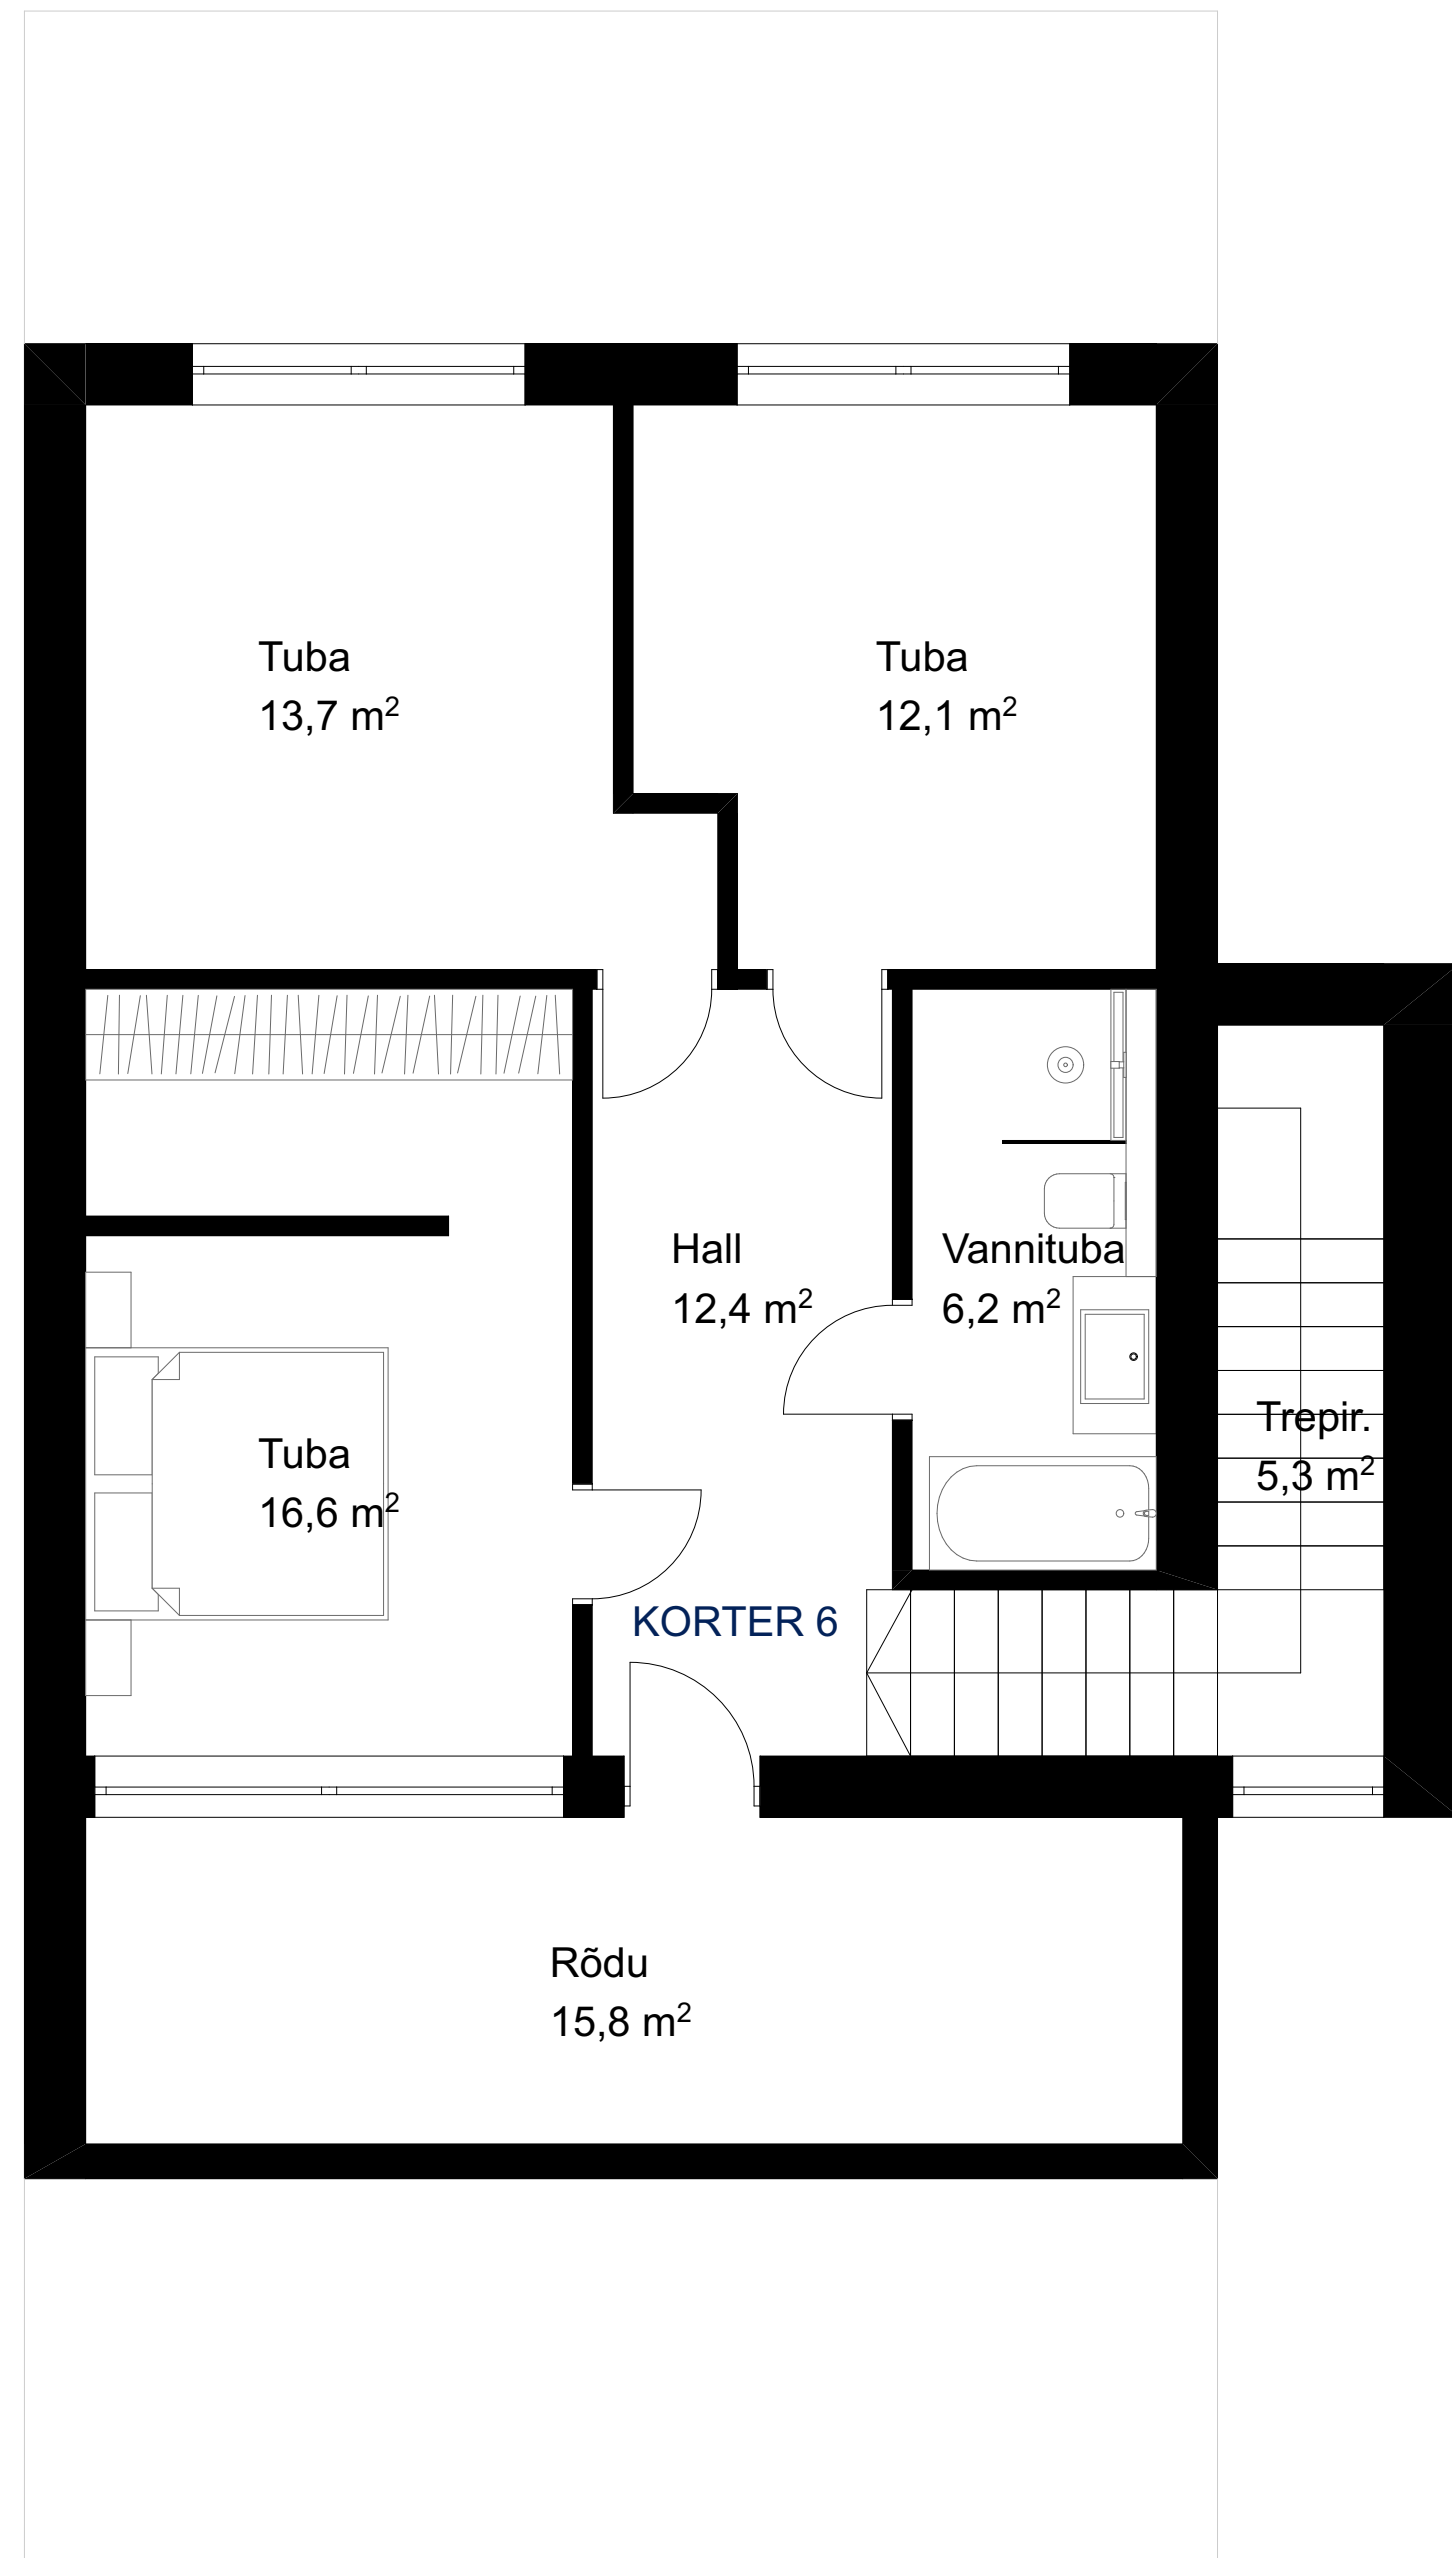 Tuba
13,7 m²
Tuba
12,1 m²
Hall
12,4 m²
Vannituba
6,2 m²
Trepir.
5,3 m²
Tuba
16,6 m²
KORTER 6
Rõdu
15,8 m²